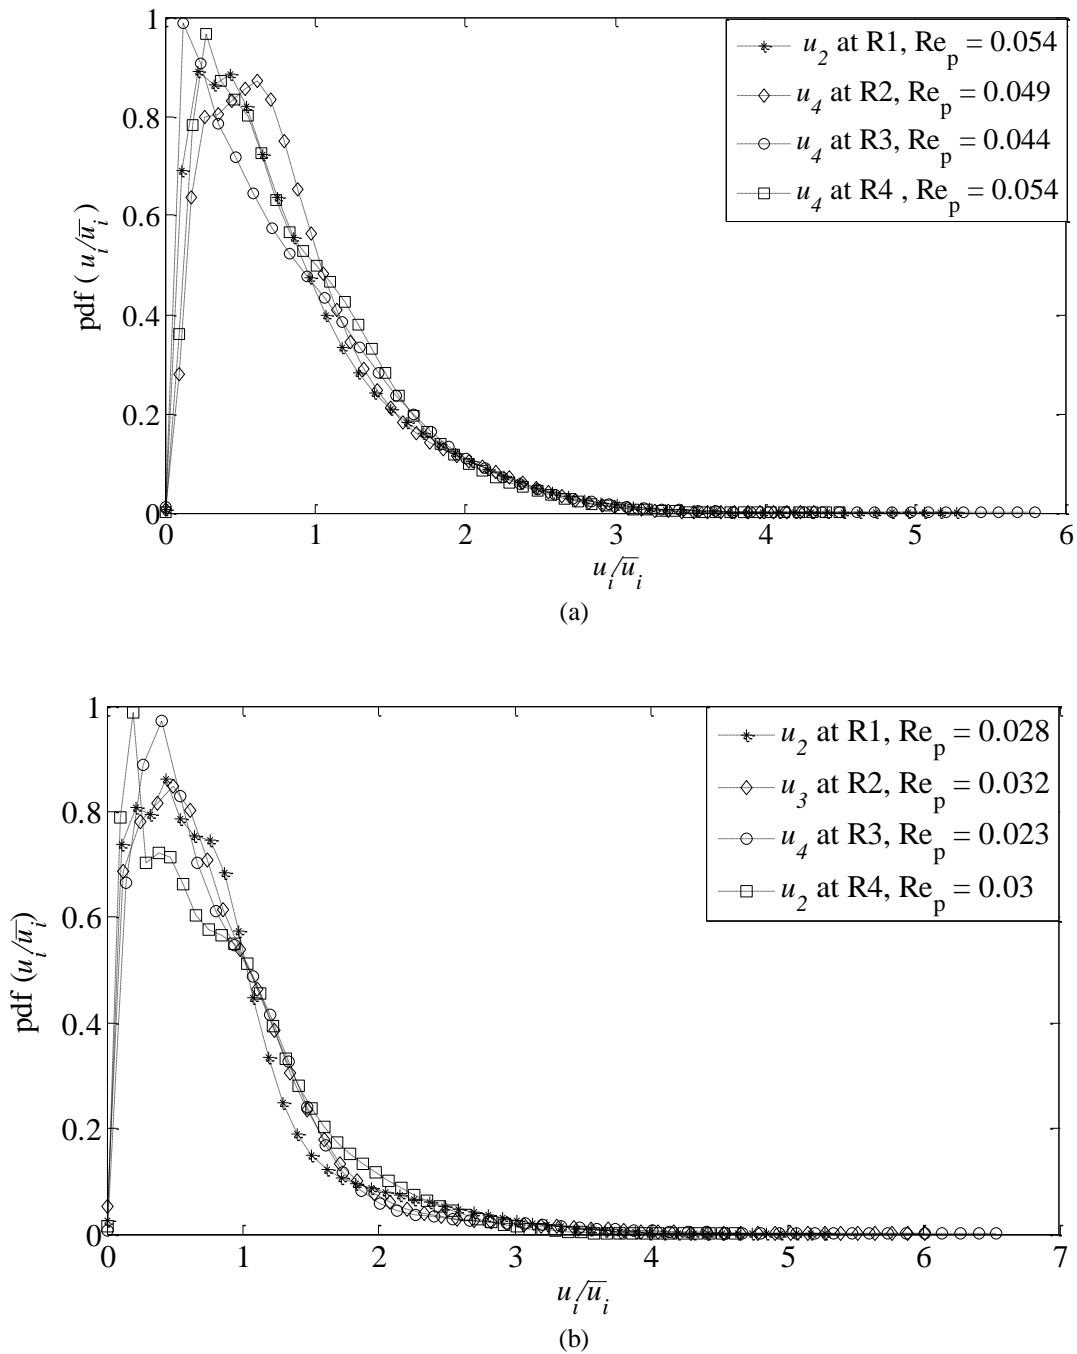 1
0.8
0.6
0.4
0.2
0
pdf ( u_i/u̅_i )
u_2 at R1, Re_p = 0.054
u_4 at R2, Re_p = 0.049
u_4 at R3, Re_p = 0.044
u_4 at R4 , Re_p = 0.054
0 1 2 3 4 5 6
u_i/u̅_i
(a)
1
0.8
0.6
0.4
0.2
0
pdf (u_i/u̅_i)
u_2 at R1, Re_p = 0.028
u_3 at R2, Re_p = 0.032
u_4 at R3, Re_p = 0.023
u_2 at R4, Re_p = 0.03
0 1 2 3 4 5 6 7
u_i/u̅_i
(b)